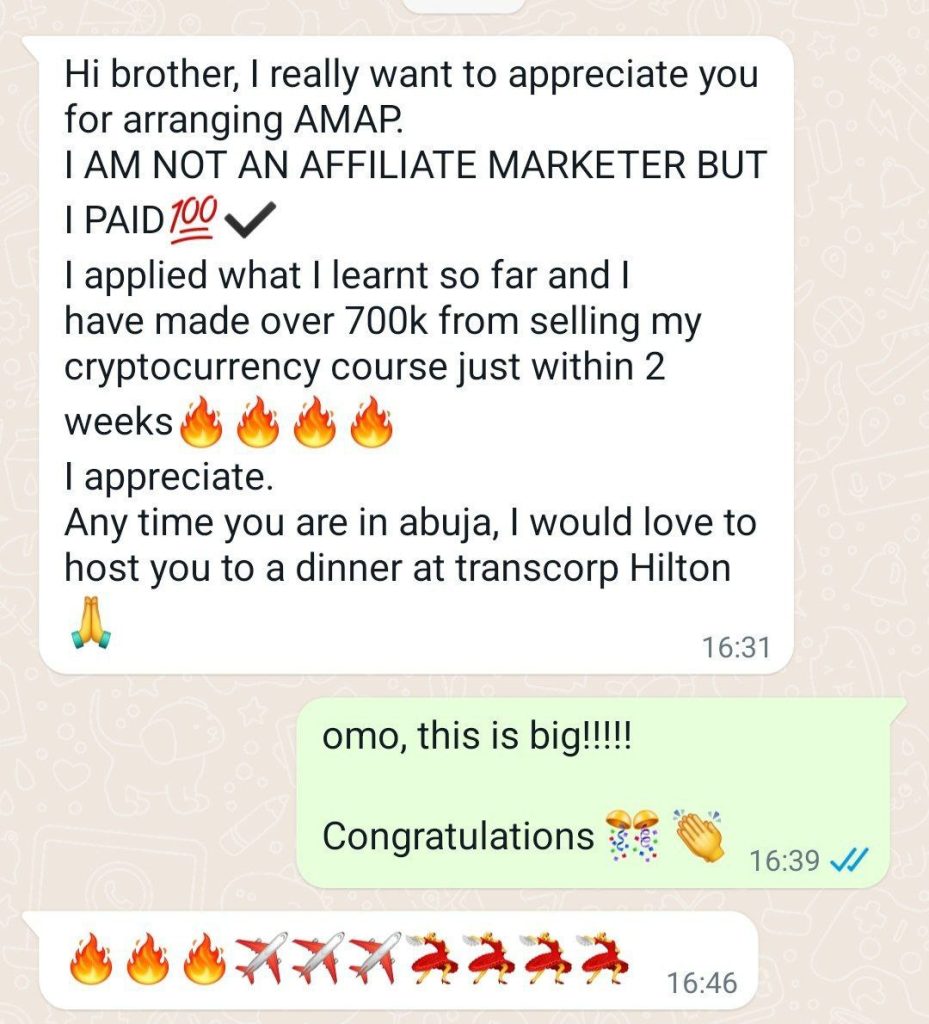 Hi brother, I really want to appreciate you
for arranging AMAP.
I AM NOT AN AFFILIATE MARKETER BUT
I PAID💯✔️
I applied what I learnt so far and I
have made over 700k from selling my
cryptocurrency course just within 2
weeks🔥🔥🔥🔥
I appreciate.
Any time you are in abuja, I would love to
host you to a dinner at transcorp Hilton
🙏
16:31
omo, this is big!!!!!
Congratulations🎊👏
16:39
🔥🔥🔥✈️✈️✈️💃💃💃💃
16:46